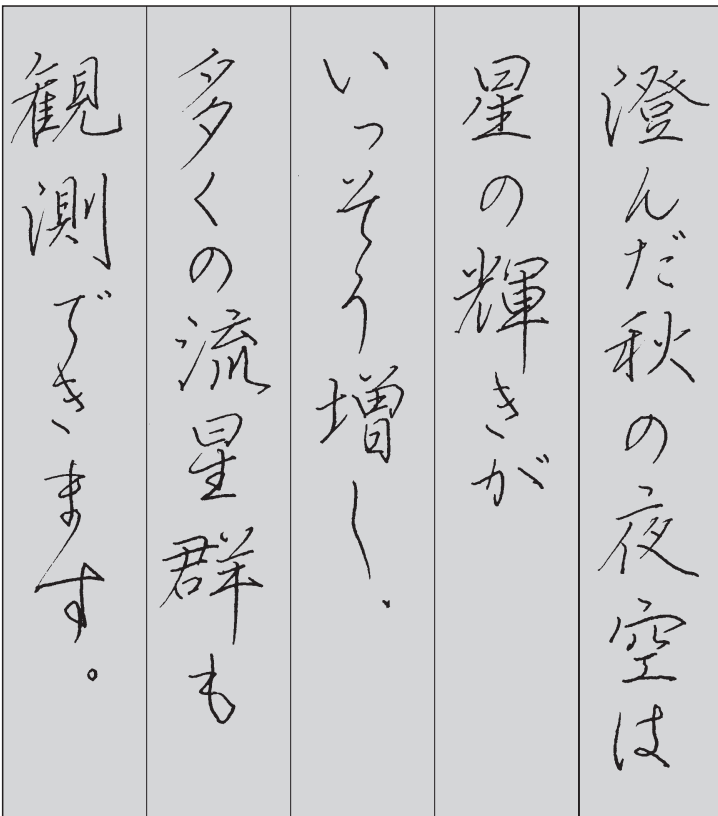 澄んだ秋の夜空は
星の輝きが
いっそう増し、
多くの流星群も
観測できます。